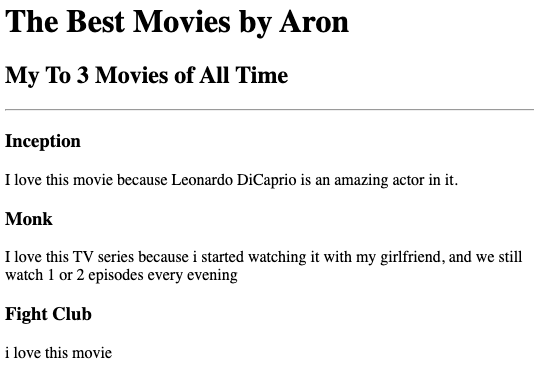 The Best Movies by Aron
My To 3 Movies of All Time
Inception
I love this movie because Leonardo DiCaprio is an amazing actor in it.
Monk
I love this TV series because i started watching it with my girlfriend, and we still
watch 1 or 2 episodes every evening
Fight Club
i love this movie